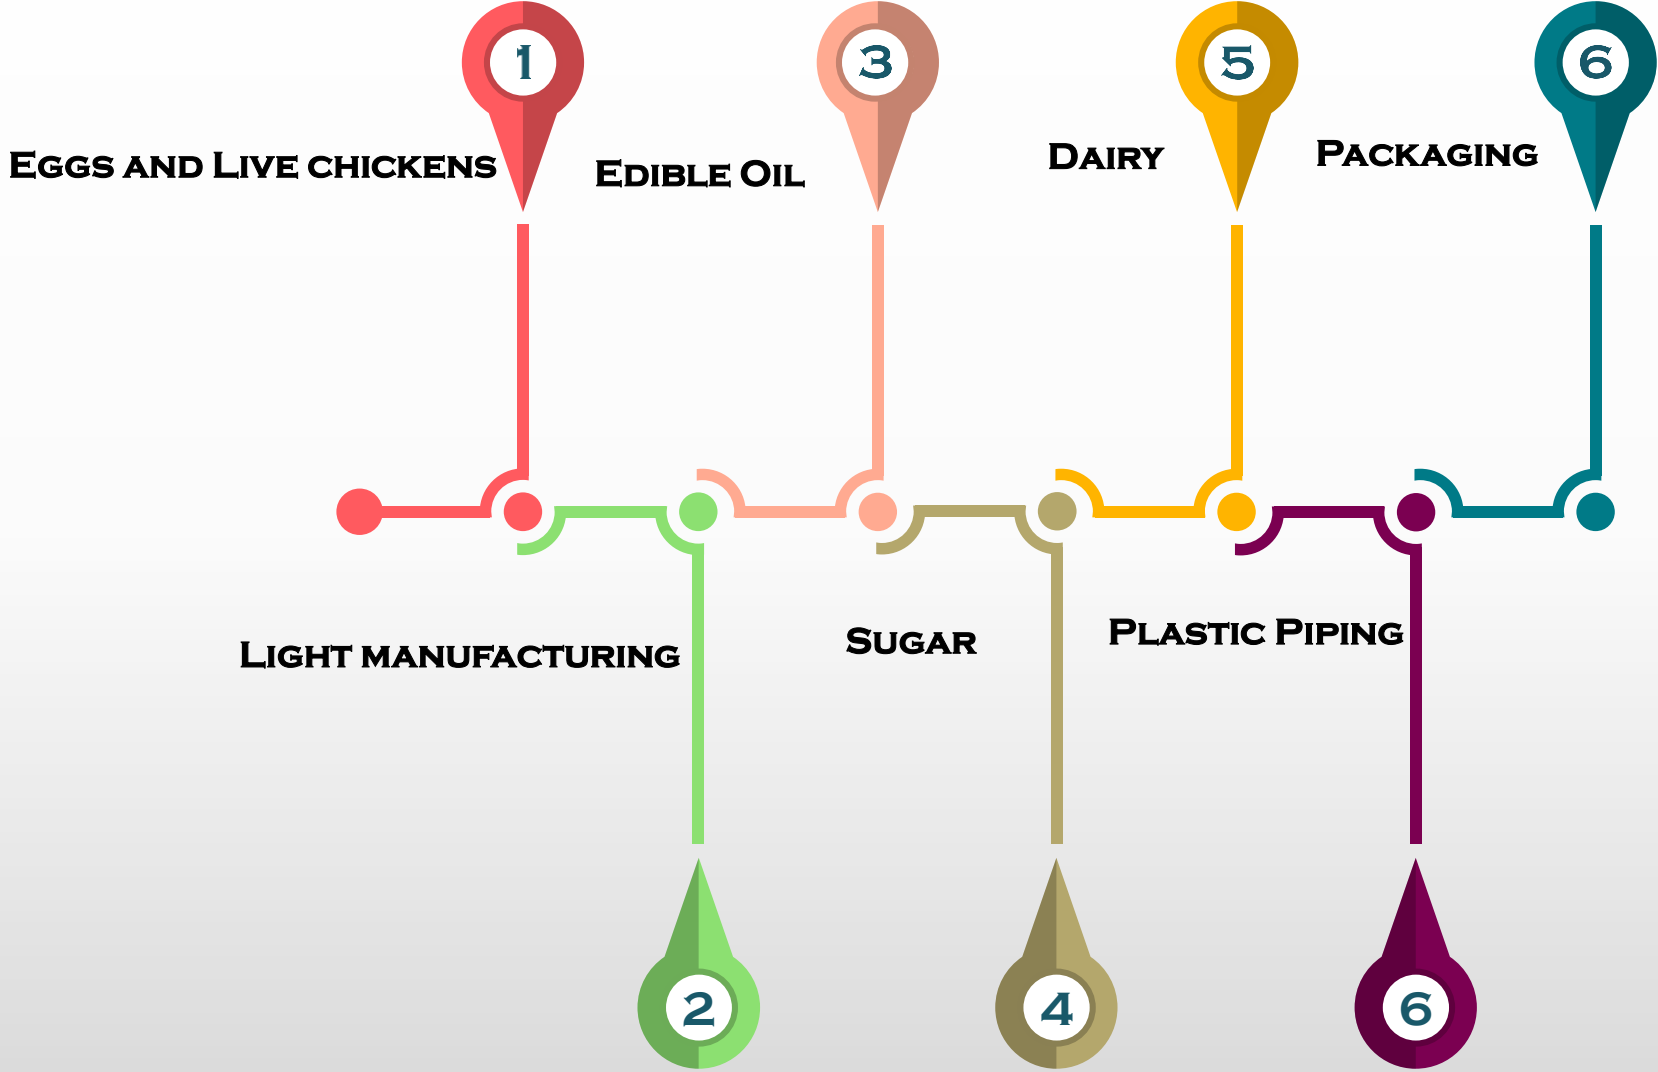 1
3
5
6
Eggs and Live chickens
Edible Oil
Dairy
Packaging
Light manufacturing
Sugar
Plastic Piping
2
4
6